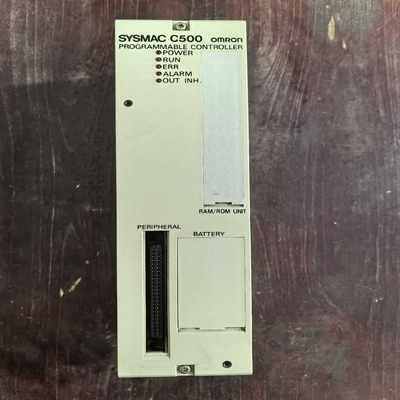 SYSMAC C500 omron
PROGRAMMABLE CONTROLLER
POWER
RUN
ERR
ALARM
OUT INH.
RAM/ROM UNIT
PERIPHERAL
BATTERY